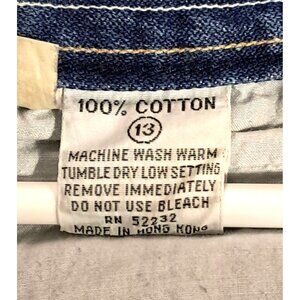 100% COTTON
13
MACHINE WASH WARM
TUMBLE DRY LOW SETTING
REMOVE IMMEDIATELY
DO NOT USE BLEACH
RN 52232
MADE IN HONG KONG